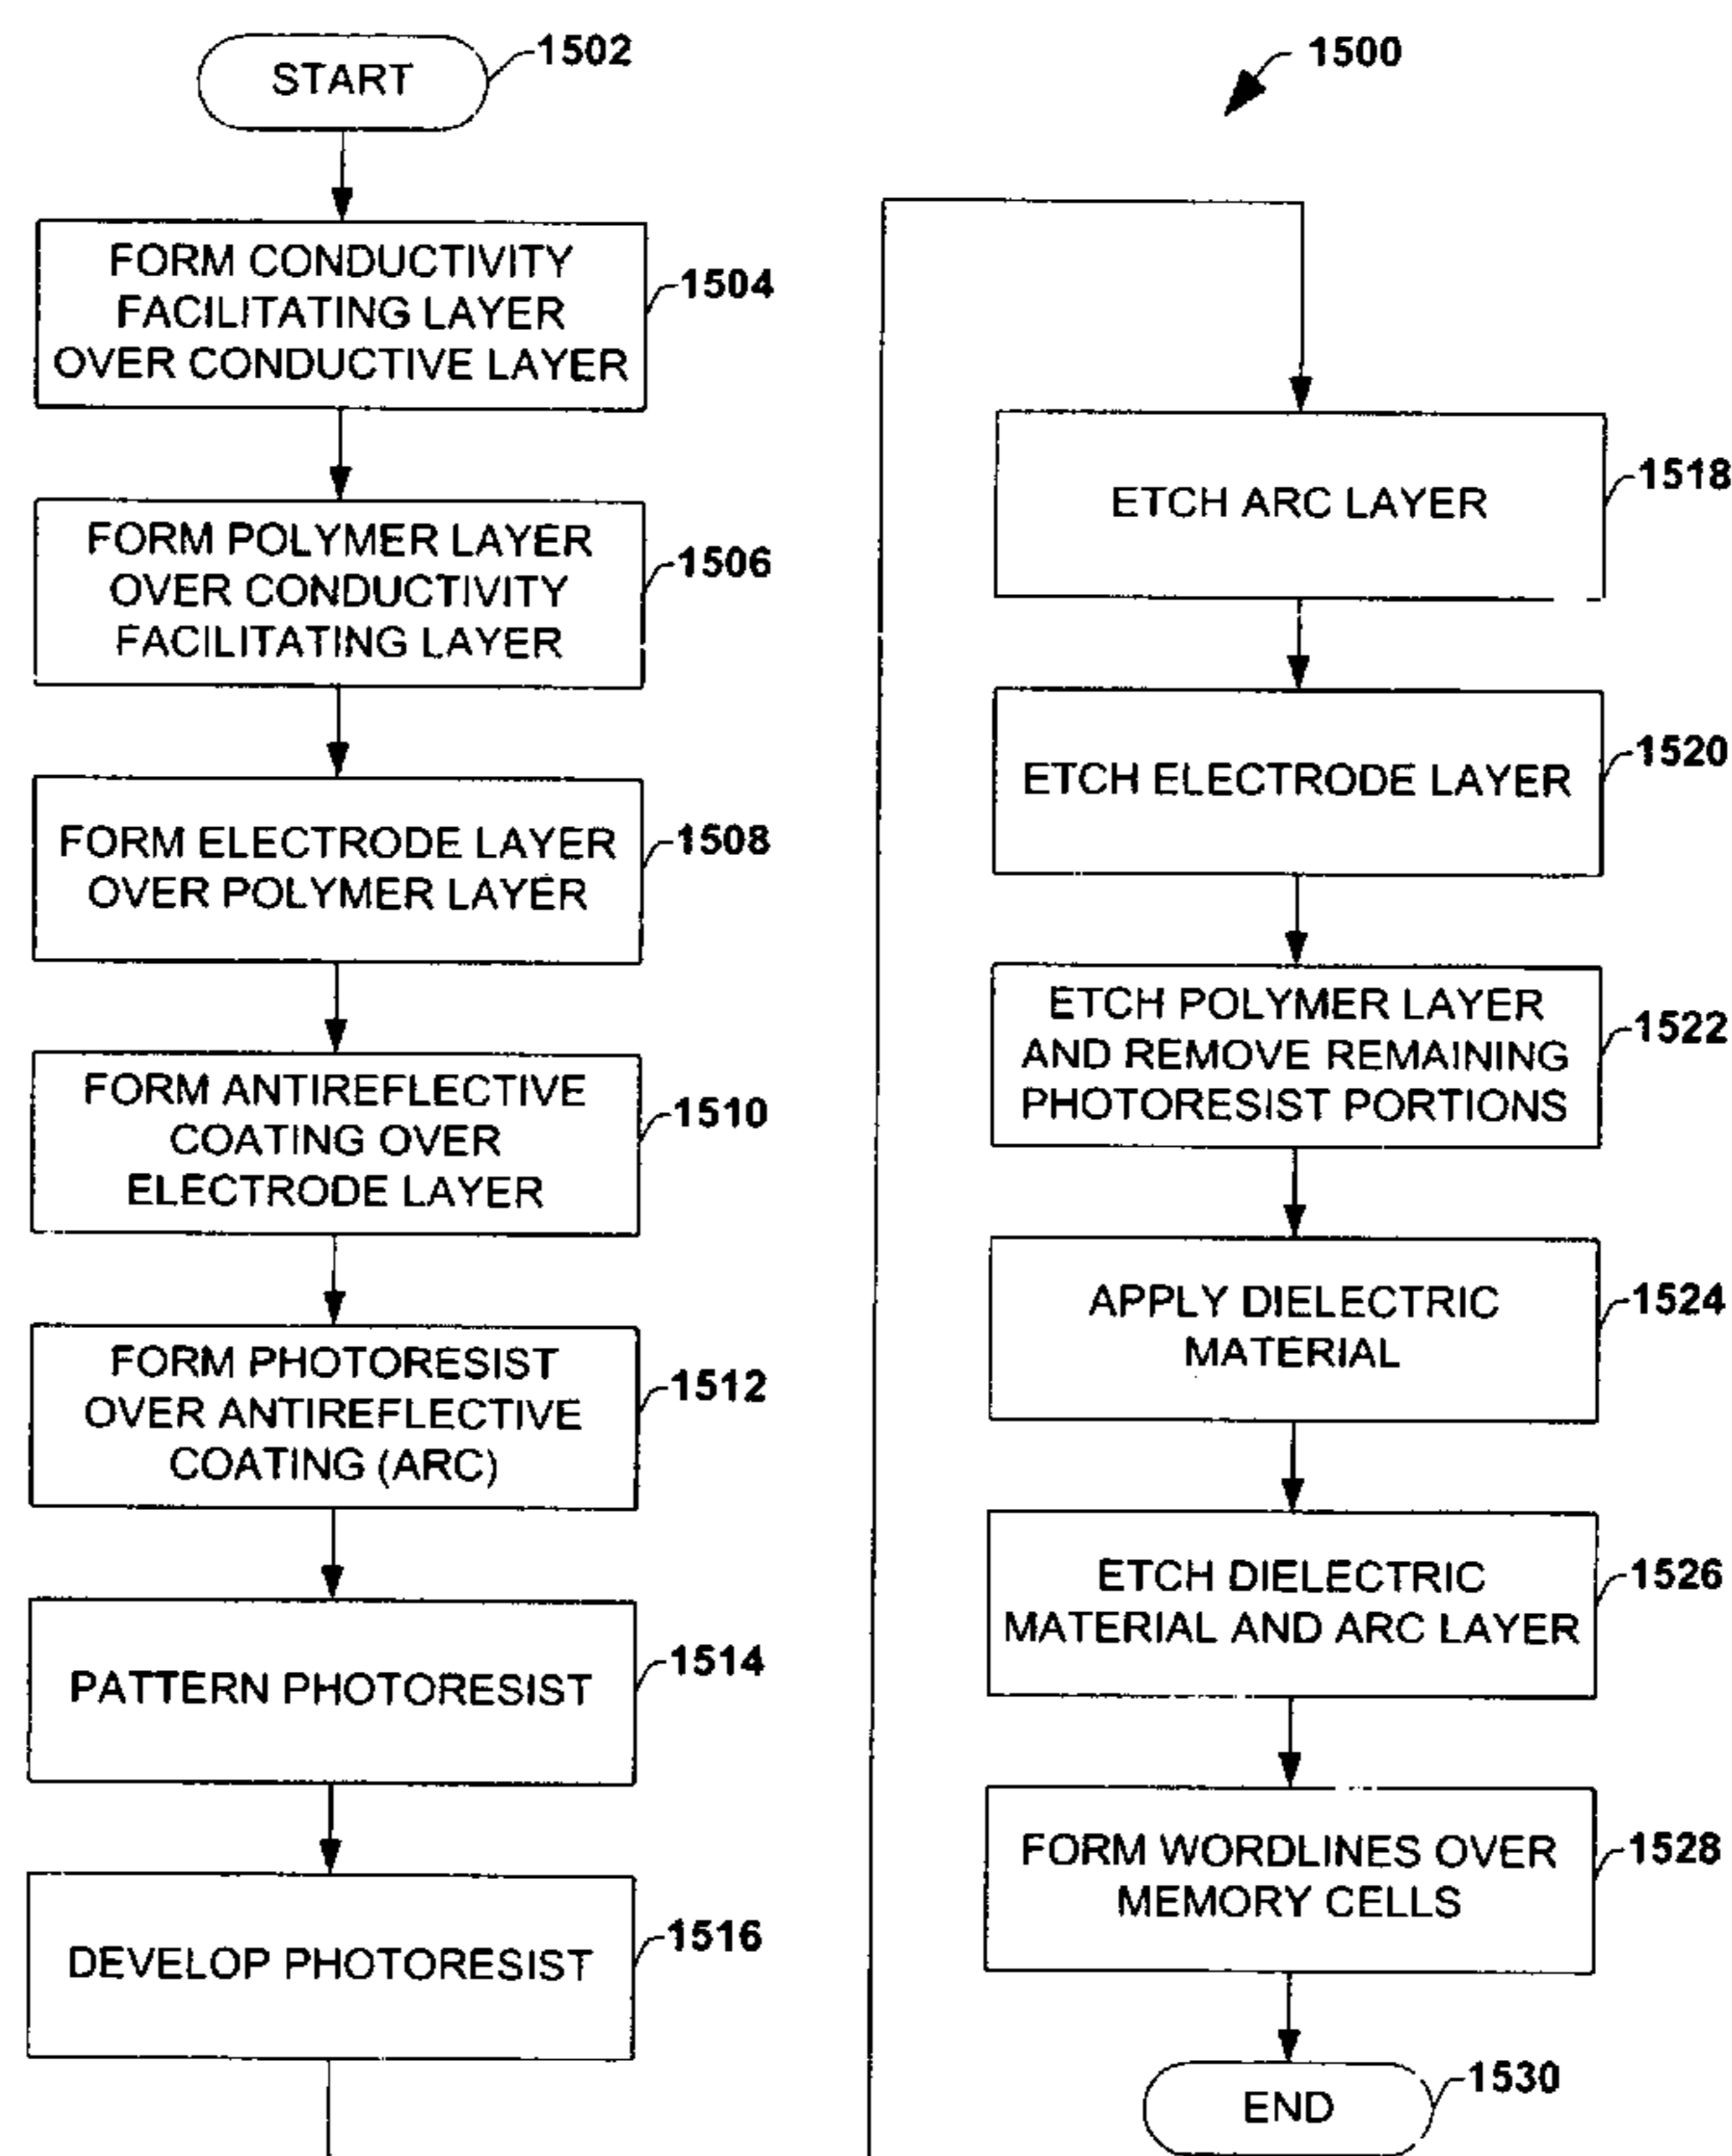 START
1502
1500
FORM CONDUCTIVITY
FACILITATING LAYER
OVER CONDUCTIVE LAYER
1504
FORM POLYMER LAYER
OVER CONDUCTIVITY
FACILITATING LAYER
1506
FORM ELECTRODE LAYER
OVER POLYMER LAYER
1508
FORM ANTIREFLECTIVE
COATING OVER
ELECTRODE LAYER
1510
FORM PHOTORESIST
OVER ANTIREFLECTIVE
COATING (ARC)
1512
PATTERN PHOTORESIST
1514
DEVELOP PHOTORESIST
1516
ETCH ARC LAYER
1518
ETCH ELECTRODE LAYER
1520
ETCH POLYMER LAYER
AND REMOVE REMAINING
PHOTORESIST PORTIONS
1522
APPLY DIELECTRIC
MATERIAL
1524
ETCH DIELECTRIC
MATERIAL AND ARC LAYER
1526
FORM WORDLINES OVER
MEMORY CELLS
1528
END
1530